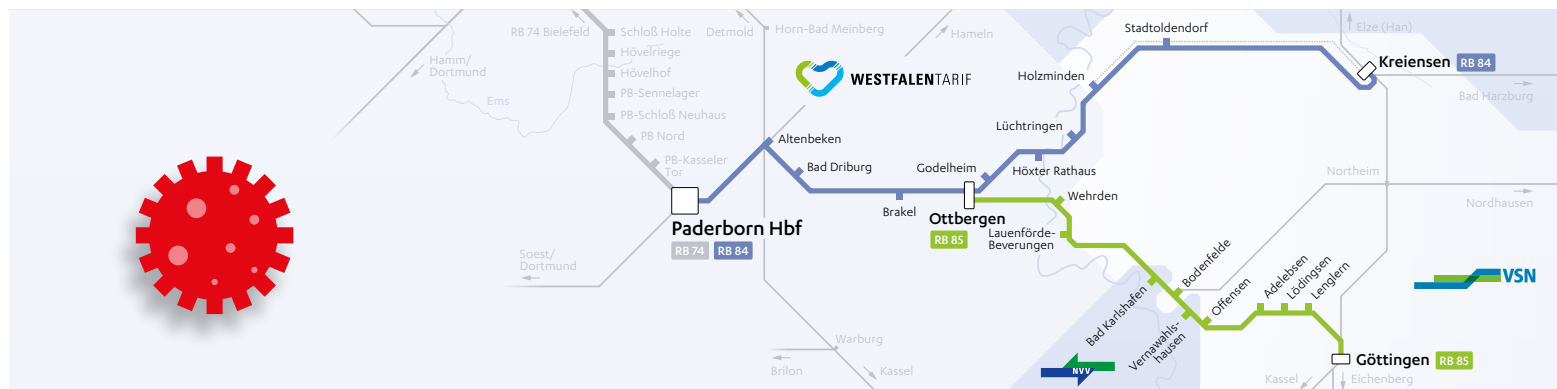 RB 74 Bielefeld
Schloß Holte
Hövelriege
Hövelhof
PB-Sennelager
PB-Schloß Neuhaus
PB Nord
PB-Kasseler
Tor
Hamm/
Dortmund
Ems
Detmold
Horn-Bad Meinberg
Hameln
WESTFALENTARIF
Altenbeken
Bad Driburg
Brakel
Paderborn Hbf
RB 74
RB 84
Soest/
Dortmund
Godelheim
Ottbergen
RB 85
Höxter Rathaus
Lüchtringen
Holzminden
Stadtoldendorf
Kreiensen
RB 84
Elze (Han)
Bad Harzburg
Northeim
Nordhausen
Wehrden
Lauenförde-
Beverungen
Bad Karlshafen
Bodenfelde
Vernawahls-
hausen
Offensen
Adelebsen
Lödingsen
Lenglern
Göttingen
RB 85
VSN
NVV
Warburg
Brilon
Kassel
Kassel
Eichenberg